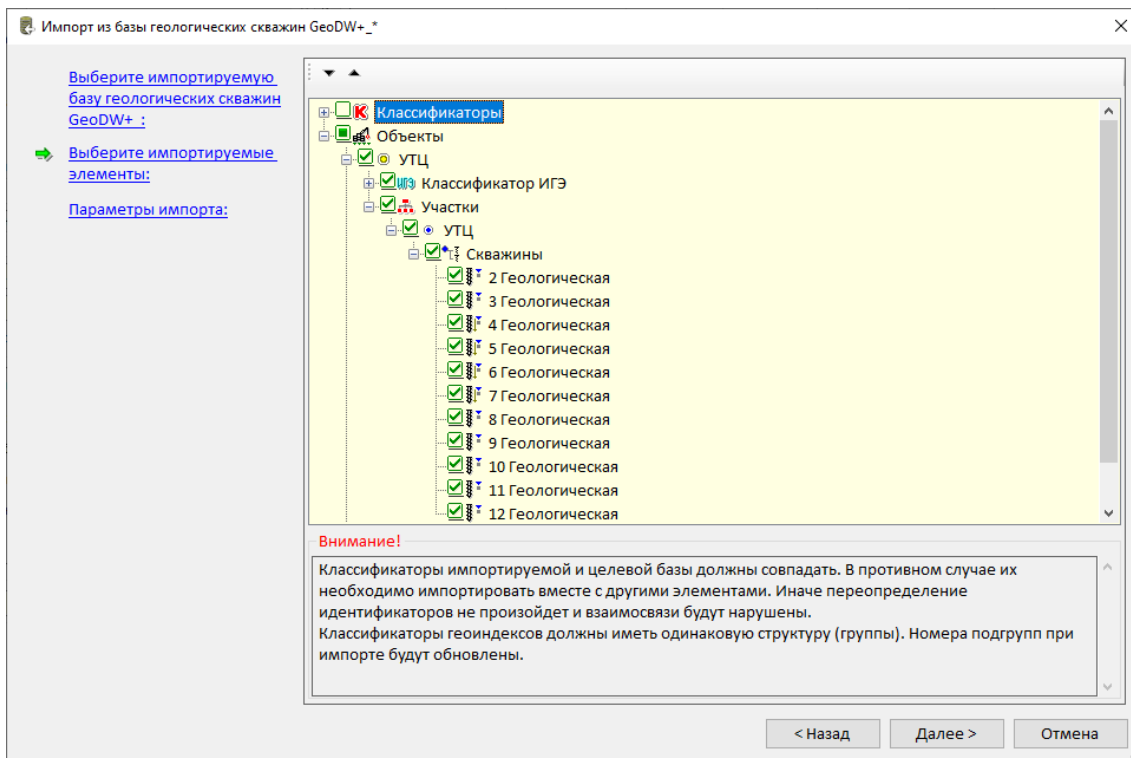 Импорт из базы геологических скважин GeoDW+_*
Выберите импортируемую
базу геологических скважин
GeoDW+_:
Выберите импортируемые
элементы:
Параметры импорта:
К Классификаторы
Объекты
УТЦ
ИГЭ Классификатор ИГЭ
Участки
УТЦ
Скважины
2 Геологическая
3 Геологическая
4 Геологическая
5 Геологическая
6 Геологическая
7 Геологическая
8 Геологическая
9 Геологическая
10 Геологическая
11 Геологическая
12 Геологическая
Внимание!
Классификаторы импортируемой и целевой базы должны совпадать. В противном случае их
необходимо импортировать вместе с другими элементами. Иначе переопределение
идентификаторов не произойдет и взаимосвязи будут нарушены.
Классификаторы геоиндексов должны иметь одинаковую структуру (группы). Номера подгрупп при
импорте будут обновлены.
< Назад
Далее >
Отмена